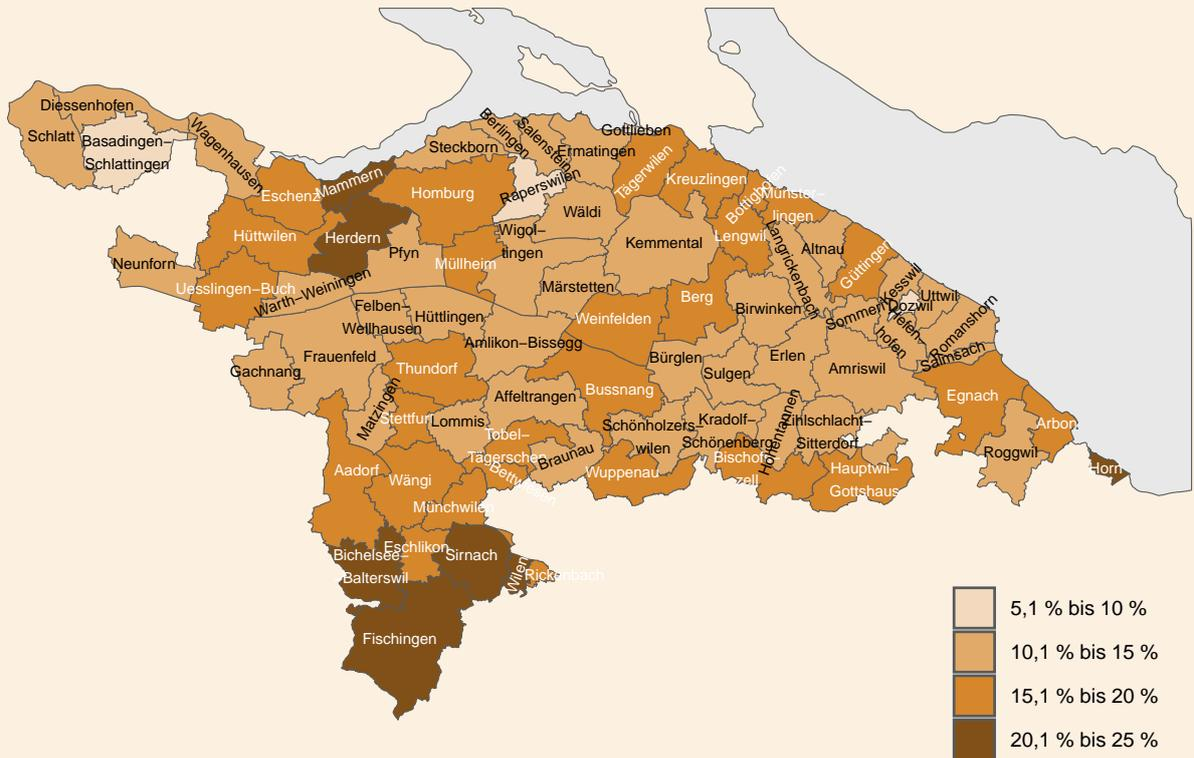 Diessenhofen
Schlatt
Basadingen–
Schlattingen
Wagenhausen
Eschenz
Mammern
Steckborn
Berlingen
Salenstein
Ermatingen
Gottlieben
Tägerwilen
Kreuzlingen
Bottighofen
Münster–
lingen
Homburg
Raperswilen
Wäldi
Hüttwilen
Herdern
Pfyn
Müllheim
Wigol–
tingen
Kemmental
Lengwil
Langrickenbach
Altnau
Güttingen
Kesswil
Uttwil
Dozwil
Sommeri
Hefen–
hofen
Romanshorn
Salmsach
Neunforn
Uesslingen–Buch
Warth–Weiningen
Felben–
Wellhausen
Hüttlingen
Märstetten
Weinfelden
Berg
Birwinken
Bürglen
Sulgen
Erlen
Amriswil
Gachnang
Frauenfeld
Thundorf
Amlikon–Bissegg
Matzingen
Stettfurt
Lommis
Affeltrangen
Bussnang
Schönholzers–
wilen
Kradolf–
Schönenberg
Hohentannen
Zihlschlacht–
Sitterdorf
Egnach
Arbon
Roggwil
Horn
Aadorf
Wängi
Tobel–
Tägerschen
Bettwiesen
Braunau
Wuppenau
Bischofs–
zell
Hauptwil–
Gottshaus
Münchwilen
Bichelsee–
Balterswil
Eschlikon
Sirnach
Wilen
Rickenbach
Fischingen
5,1 % bis 10 %
10,1 % bis 15 %
15,1 % bis 20 %
20,1 % bis 25 %